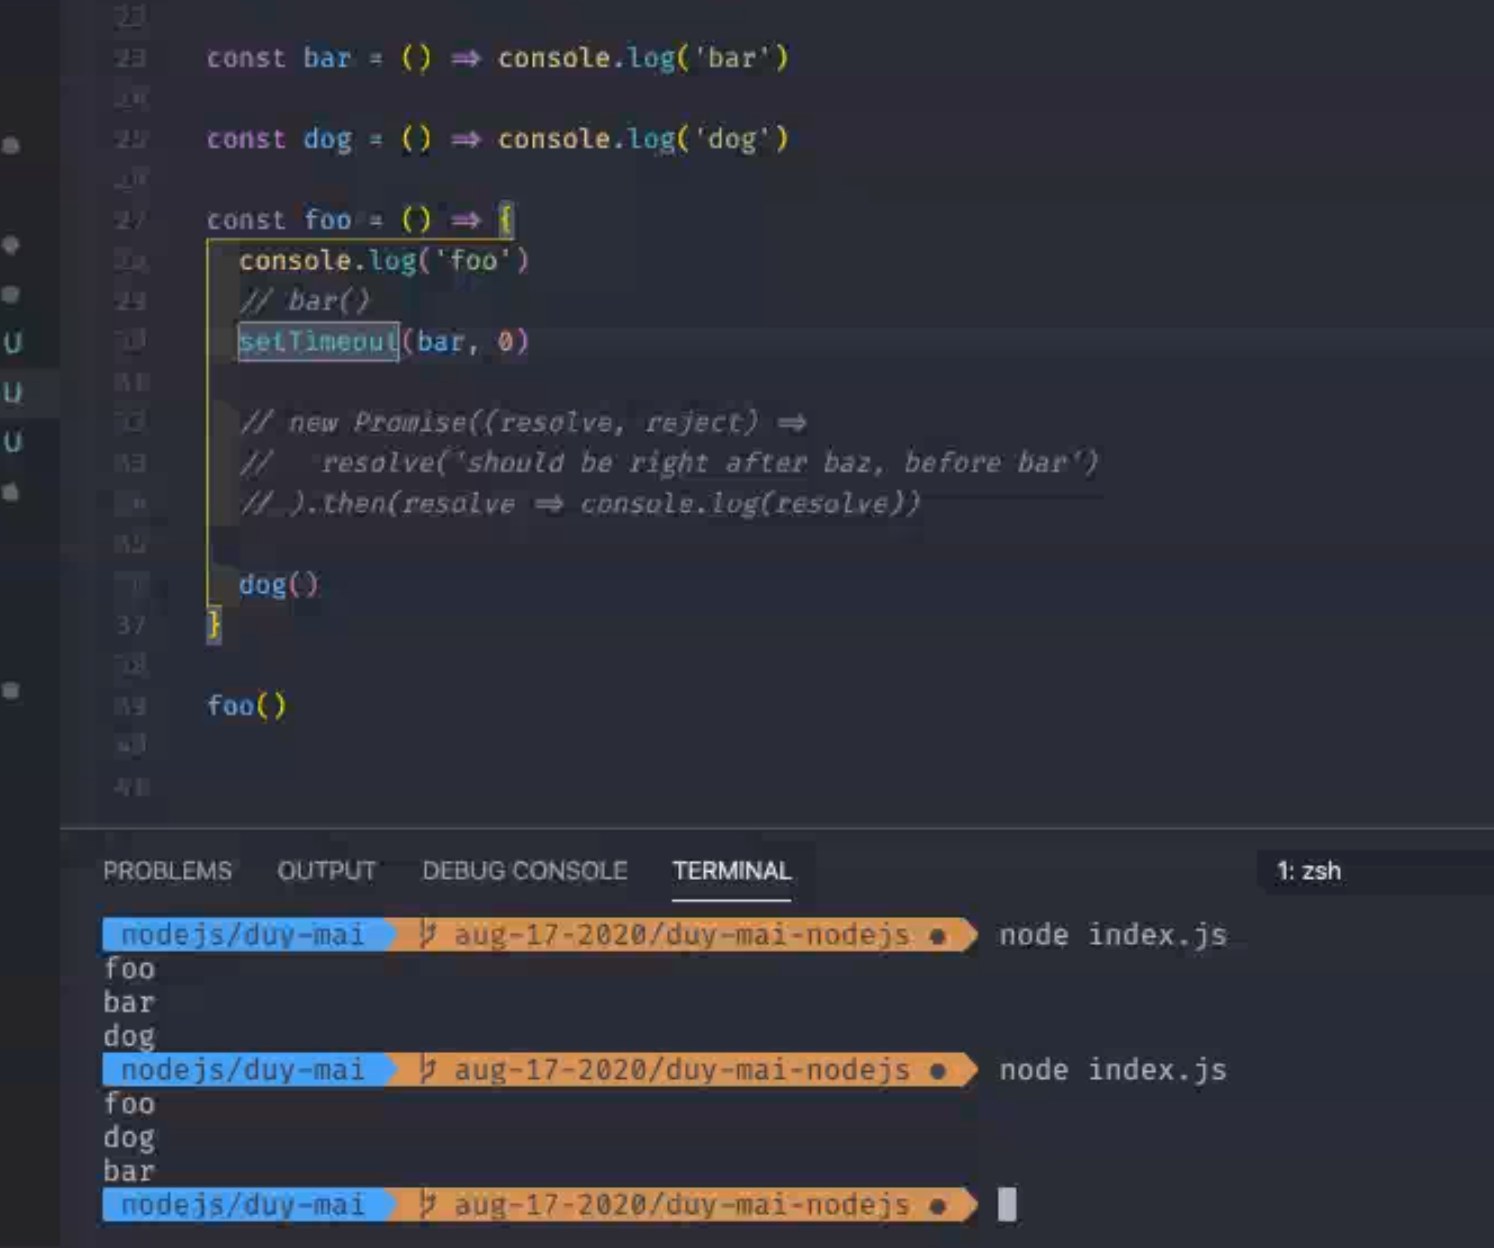 22
23 const bar = () => console.log('bar')
24
25 const dog = () => console.log('dog')
26
27 const foo = () => {
28 console.log('foo')
29 // bar()
30 setTimeout(bar, 0)
31
32 // new Promise((resolve, reject) =>
33 //   resolve('should be right after baz, before bar')
34 // ).then(resolve => console.log(resolve))
35
36 dog()
37 }
38
39 foo()
40
41
U
U
U
PROBLEMS OUTPUT DEBUG CONSOLE TERMINAL 1: zsh
nodejs/duy-mai aug-17-2020/duy-mai-nodejs ● node index.js
foo
bar
dog
nodejs/duy-mai aug-17-2020/duy-mai-nodejs ● node index.js
foo
dog
bar
nodejs/duy-mai aug-17-2020/duy-mai-nodejs ●